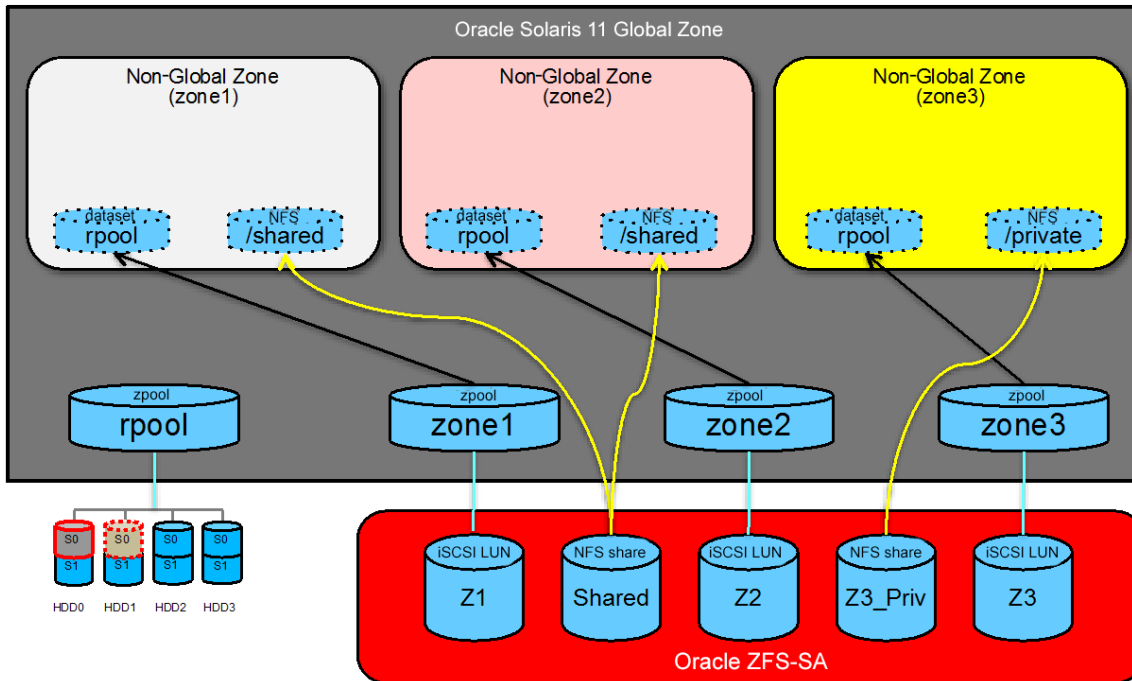 Oracle Solaris 11 Global Zone
Non-Global Zone
(zone1)
Non-Global Zone
(zone2)
Non-Global Zone
(zone3)
dataset
rpool
NFS
/shared
dataset
rpool
NFS
/shared
dataset
rpool
NFS
/private
zpool
rpool
zpool
zone1
zpool
zone2
zpool
zone3
S0
S1
HDD0
S0
S1
HDD1
S0
S1
HDD2
S0
S1
HDD3
iSCSI LUN
Z1
NFS share
Shared
iSCSI LUN
Z2
NFS share
Z3_Priv
iSCSI LUN
Z3
Oracle ZFS-SA